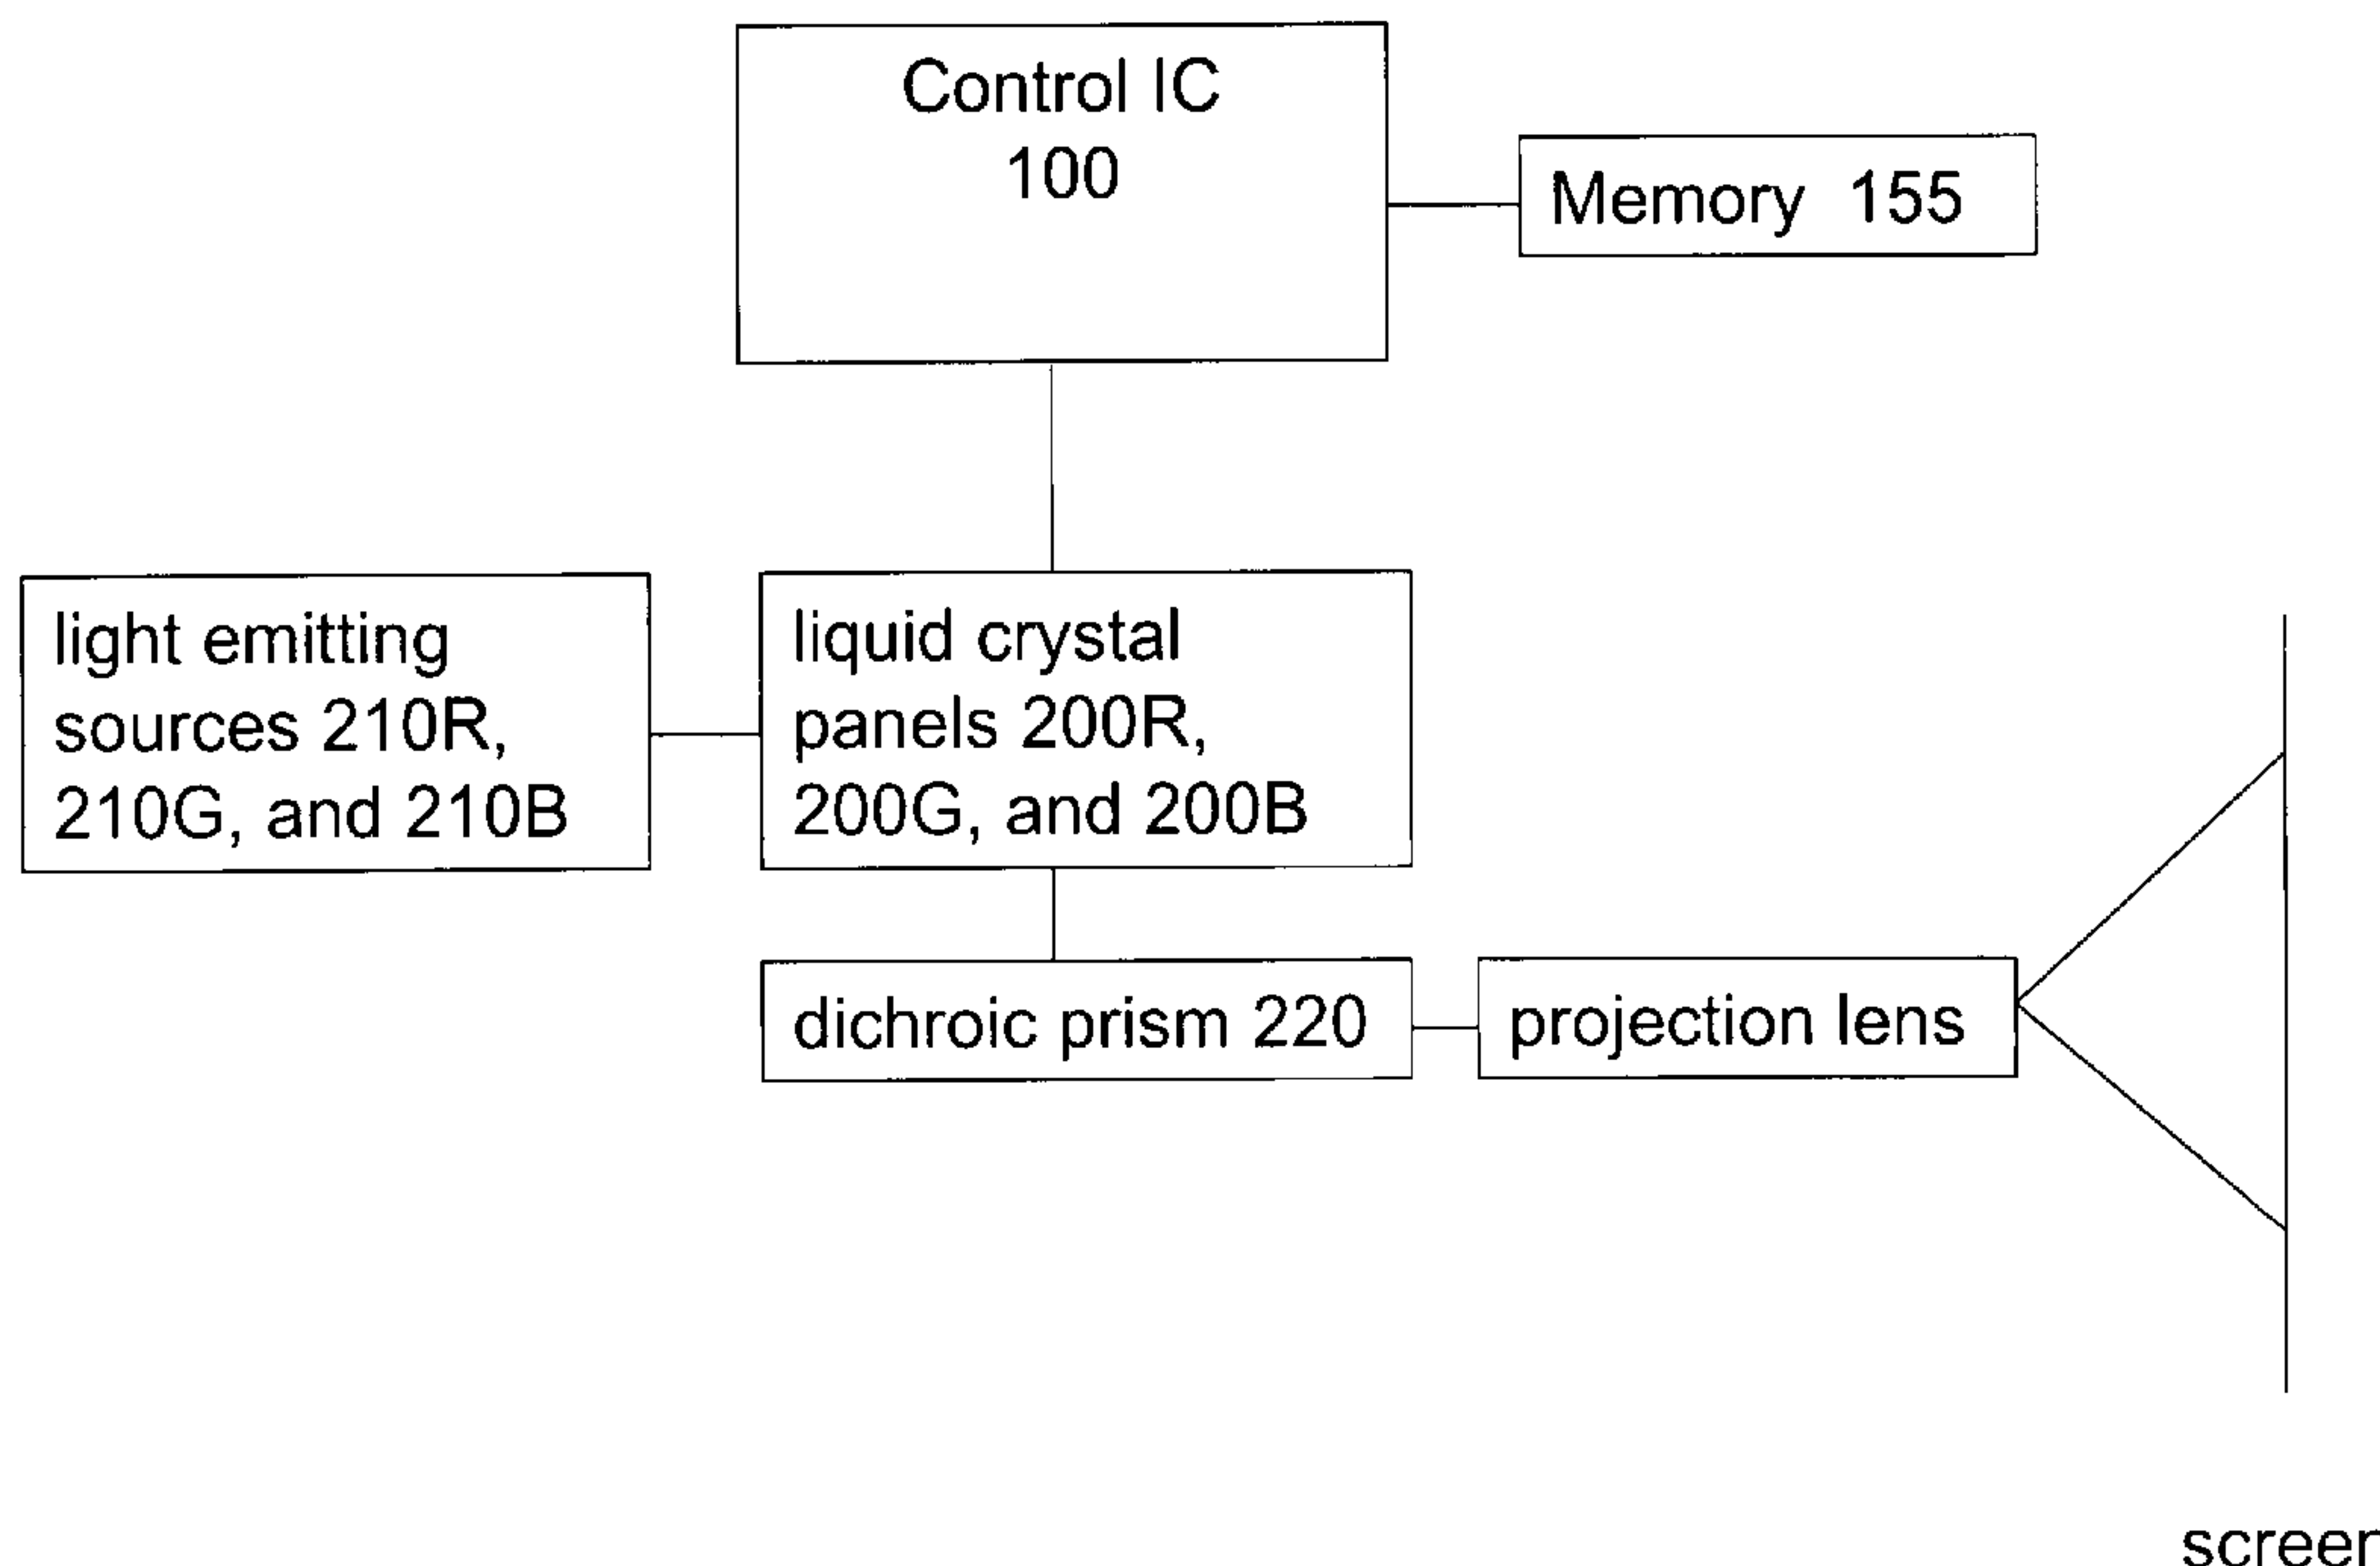 Control IC
100
Memory 155
light emitting
sources 210R,
210G, and 210B
liquid crystal
panels 200R,
200G, and 200B
dichroic prism 220
projection lens
screen